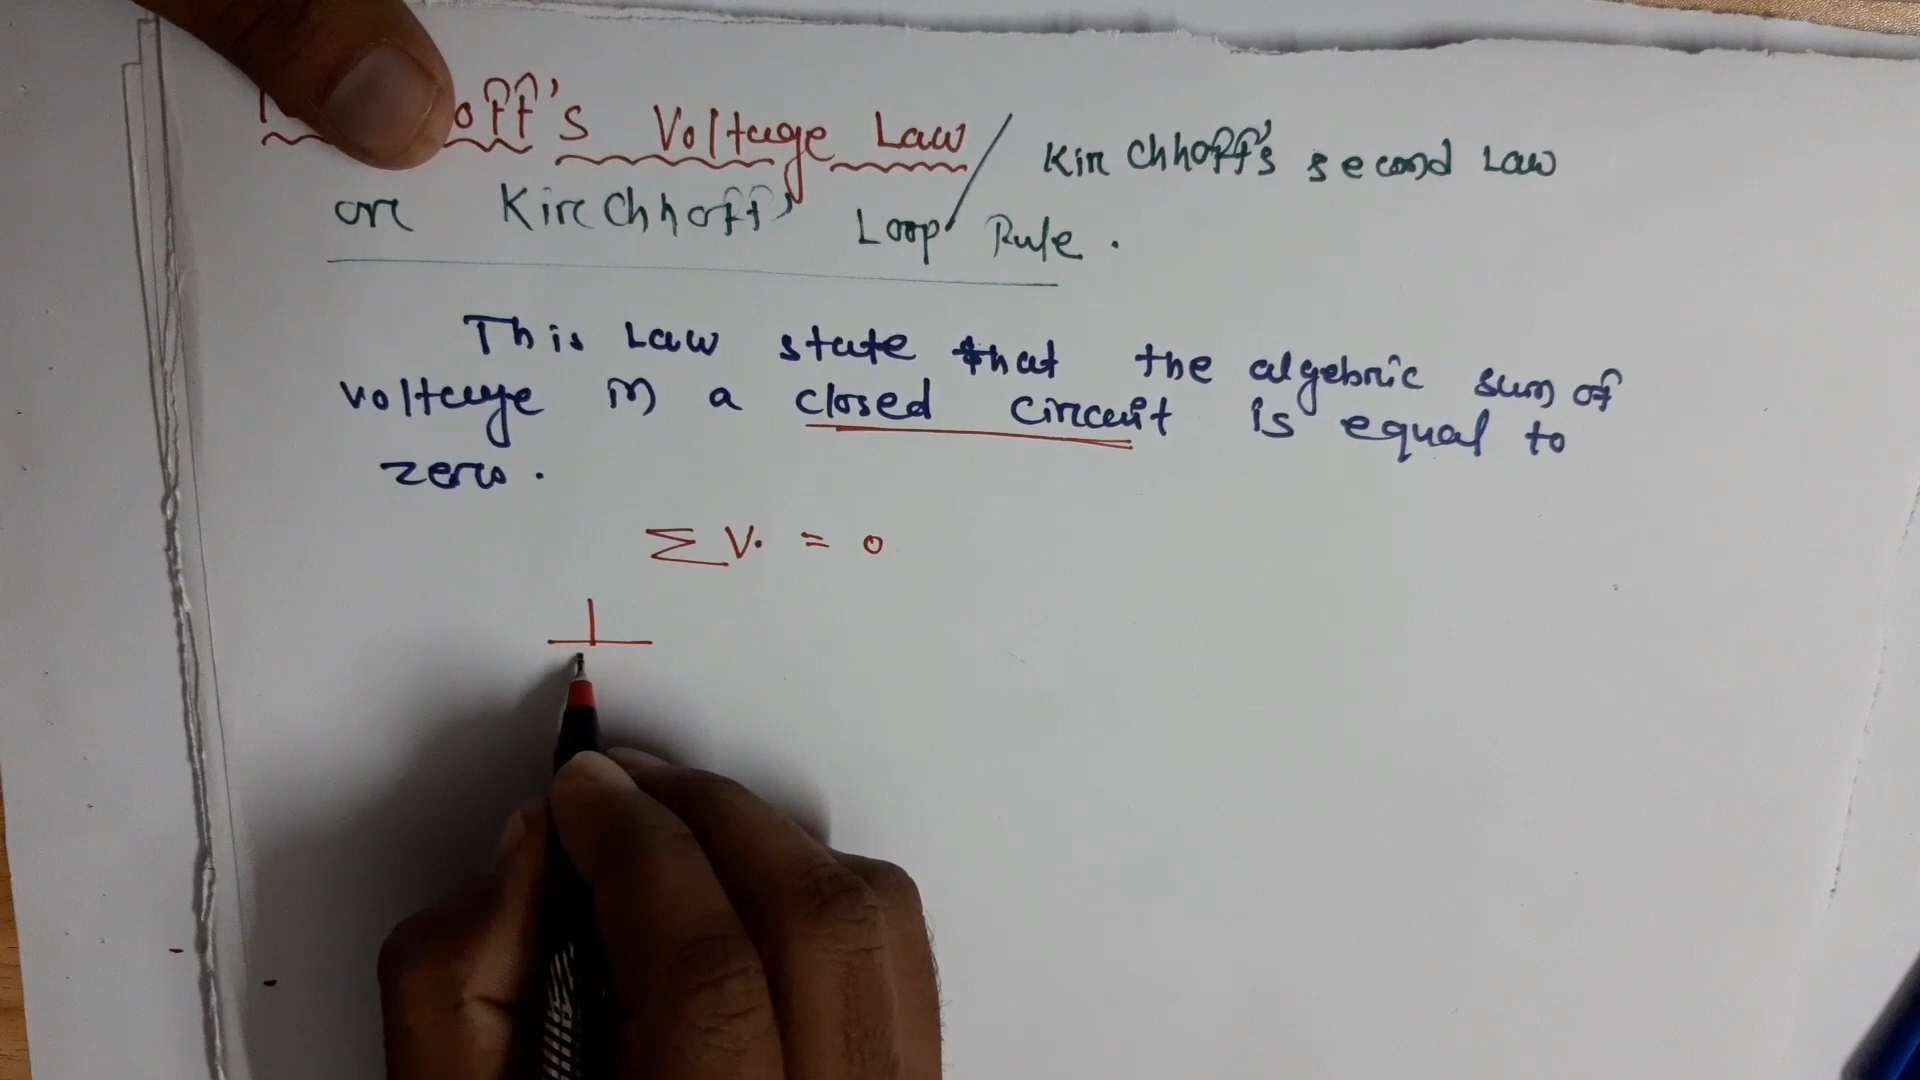 off's Voltage Law / Kirchhoff's second Law
or Kirchhoff' Loop Rule.
This Law state that the algebric sum of
voltage in a closed circuit is equal to
zero.
∑ V. = 0